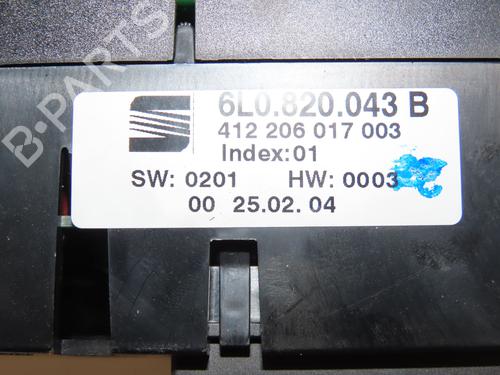 6L0.820.043 B
412 206 017 003
Index:01
SW: 0201 HW: 0003
00 25.02. 04
B-PARTS